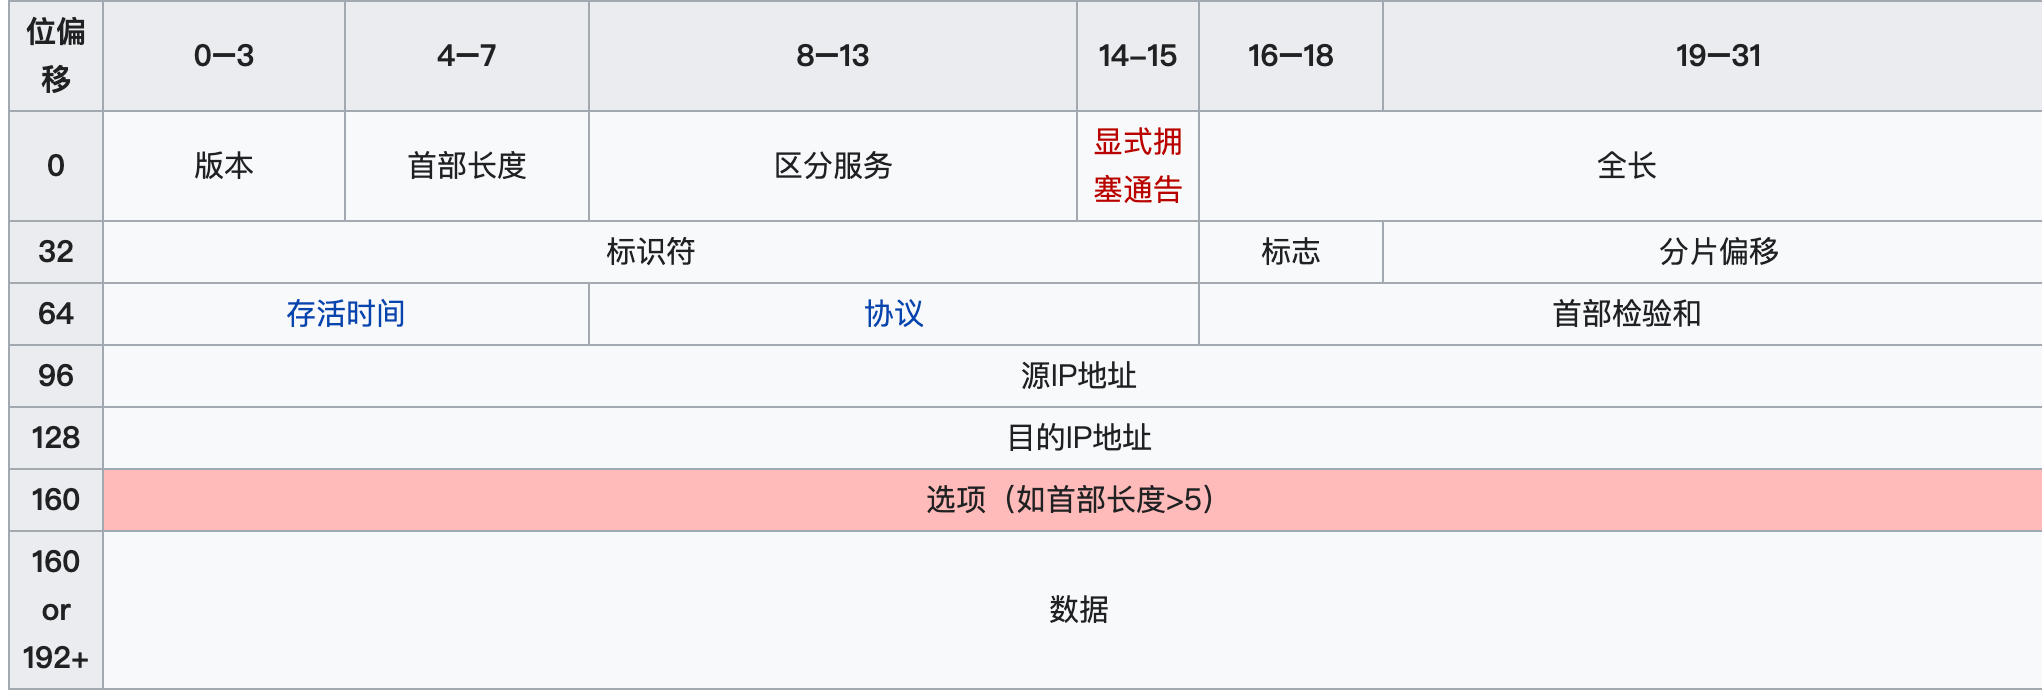 位偏
移
0—3
4—7
8—13
14–15
16—18
19—31
0
版本
首部长度
区分服务
显式拥
塞通告
全长
32
标识符
标志
分片偏移
64
存活时间
协议
首部检验和
96
源IP地址
128
目的IP地址
160
选项（如首部长度>5）
160
or
192+
数据